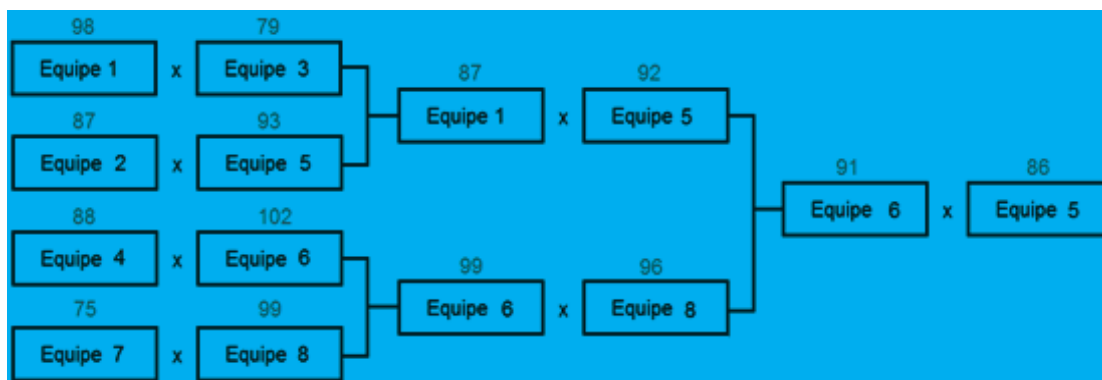 98 79
Equipe 1 x Equipe 3
87 92
Equipe 1 x Equipe 5
87 93
Equipe 2 x Equipe 5
91 86
Equipe 6 x Equipe 5
88 102
Equipe 4 x Equipe 6
99 96
Equipe 6 x Equipe 8
75 99
Equipe 7 x Equipe 8